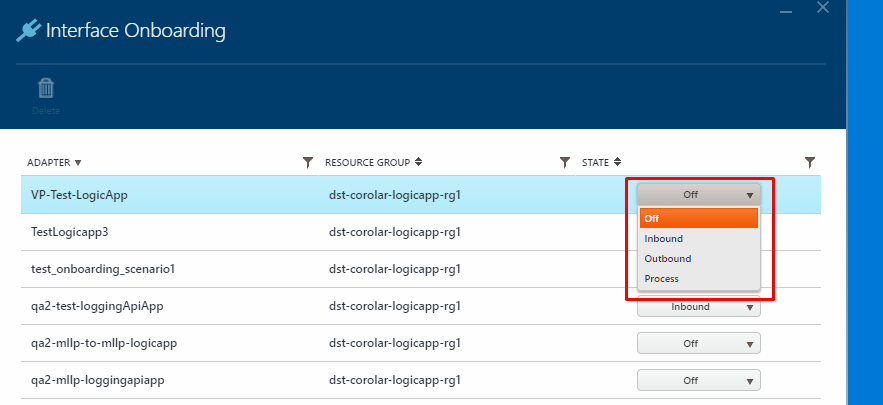 Interface Onboarding
Delete
ADAPTER RESOURCE GROUP STATE
VP-Test-LogicApp dst-corolar-logicapp-rg1 Off
Off
TestLogicapp3 dst-corolar-logicapp-rg1
Inbound
Outbound
test_onboarding_scenario1 dst-corolar-logicapp-rg1
Process
qa2-test-loggingApiApp dst-corolar-logicapp-rg1 Inbound
qa2-mllp-to-mllp-logicapp dst-corolar-logicapp-rg1 Off
qa2-mllp-loggingapiapp dst-corolar-logicapp-rg1 Off